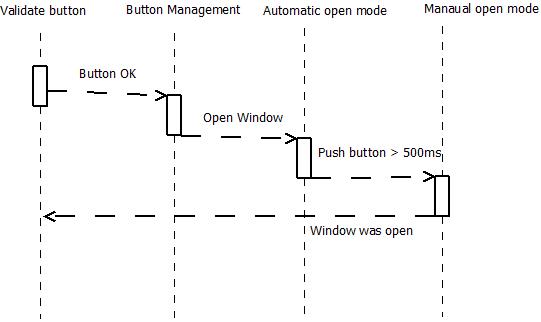 Validate button
Button Management
Automatic open mode
Manaual open mode
Button OK
Open Window
Push button > 500ms
Window was open